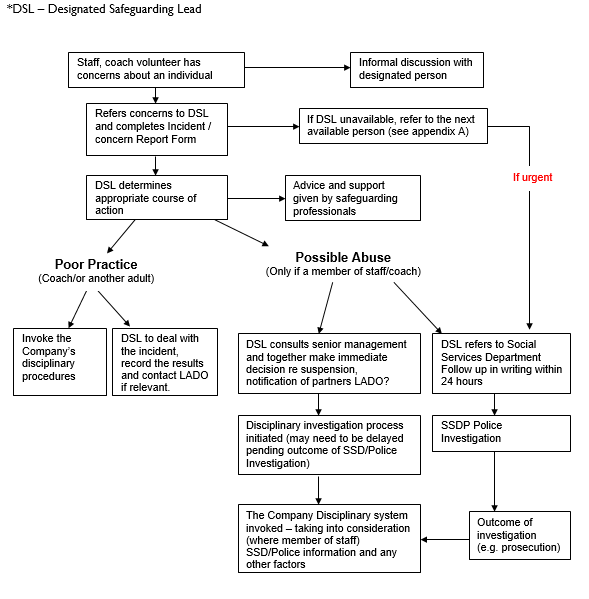 *DSL – Designated Safeguarding Lead
Staff, coach volunteer has
concerns about an individual
Informal discussion with
designated person
Refers concerns to DSL
and completes Incident /
concern Report Form
If DSL unavailable, refer to the next
available person (see appendix A)
If urgent
DSL determines
appropriate course of
action
Advice and support
given by safeguarding
professionals
Poor Practice
(Coach/or another adult)
Possible Abuse
(Only if a member of staff/coach)
Invoke the
Company's
disciplinary
procedures
DSL to deal with
the incident,
record the results
and contact LADO
if relevant.
DSL consults senior management
and together make immediate
decision re suspension,
notification of partners LADO?
DSL refers to Social
Services Department
Follow up in writing within
24 hours
Disciplinary investigation process
initiated (may need to be delayed
pending outcome of SSD/Police
Investigation)
SSDP Police
Investigation
The Company Disciplinary system
invoked – taking into consideration
(where member of staff)
SSD/Police information and any
other factors
Outcome of
investigation
(e.g. prosecution)